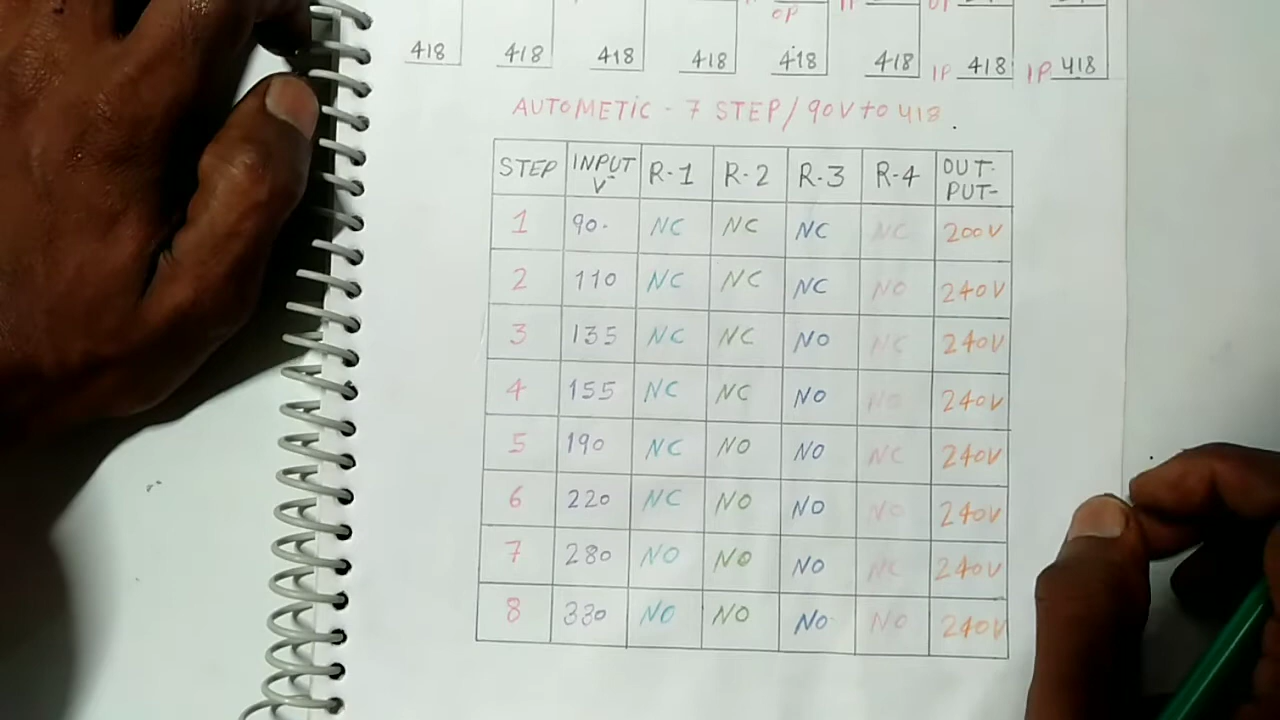 OP
418 418 418 418 418 418 IP 418 IP 418
AUTOMETIC - 7 STEP/90V to 418.
STEP INPUT V R-1 R-2 R-3 R-4 OUT-PUT-
1 90. NC NC NC NC 200V
2 110 NC NC NC NO 240V
3 135 NC NC NO NC 240V
4 155 NC NC NO NO 240V
5 190 NC NO NO NC 240V
6 220 NC NO NO NO 240V
7 280 NO NO NO NC 240V
8 330 NO NO NO NO 240V